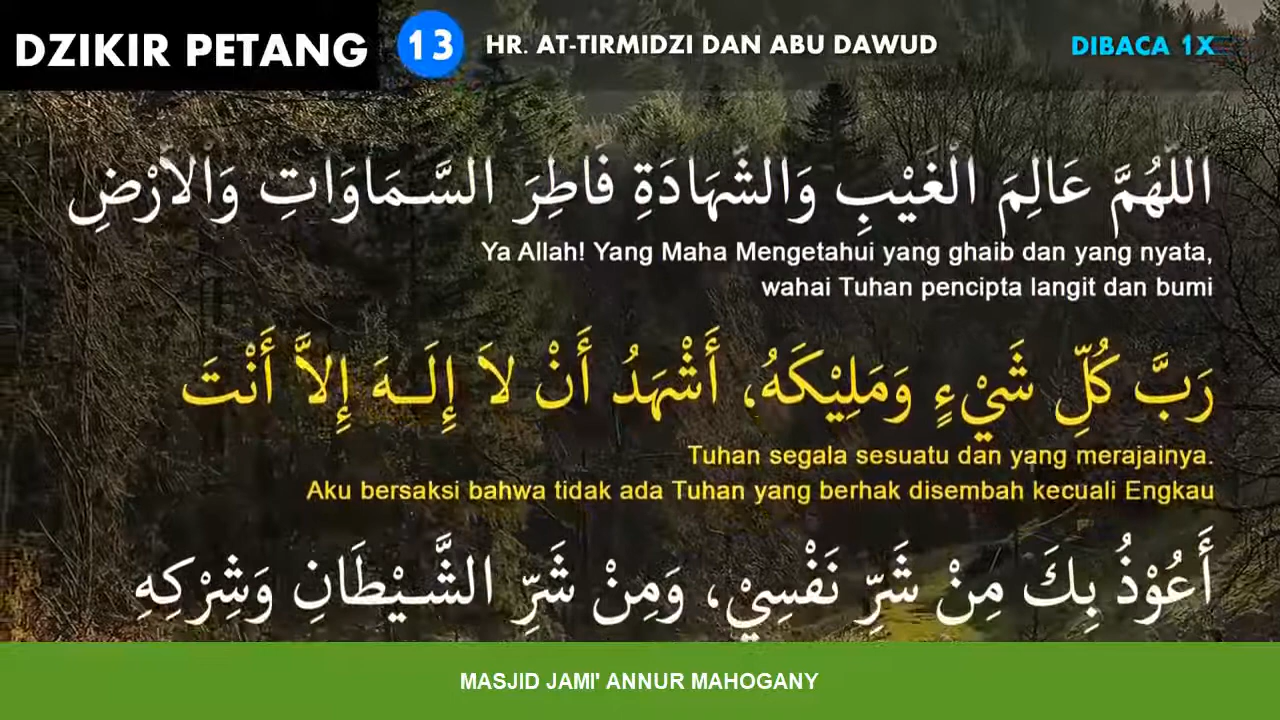 DZIKIR PETANG 13 HR. AT-TIRMIDZI DAN ABU DAWUD DIBACA 1X
اللّهُمَّ عَالِمَ الْغَيْبِ وَالشَّهَادَةِ فَاطِرَ السَّـمَاوَاتِ وَالْاَرْضِ
Ya Allah! Yang Maha Mengetahui yang ghaib dan yang nyata,
wahai Tuhan pencipta langit dan bumi
رَبَّ كُلِّ شَيْءٍ وَمَلِيْكَهُ، أَشْهَدُ أَنْ لاَ إِلَــهَ إِلاَّ أَنْتَ
Tuhan segala sesuatu dan yang merajainya.
Aku bersaksi bahwa tidak ada Tuhan yang berhak disembah kecuali Engkau
أَعُوْذُ بِكَ مِنْ شَرِّ نَفْسِيْ، وَمِنْ شَرِّ الشَّـيْطَانِ وَشِرْكِهِ
MASJID JAMI' ANNUR MAHOGANY